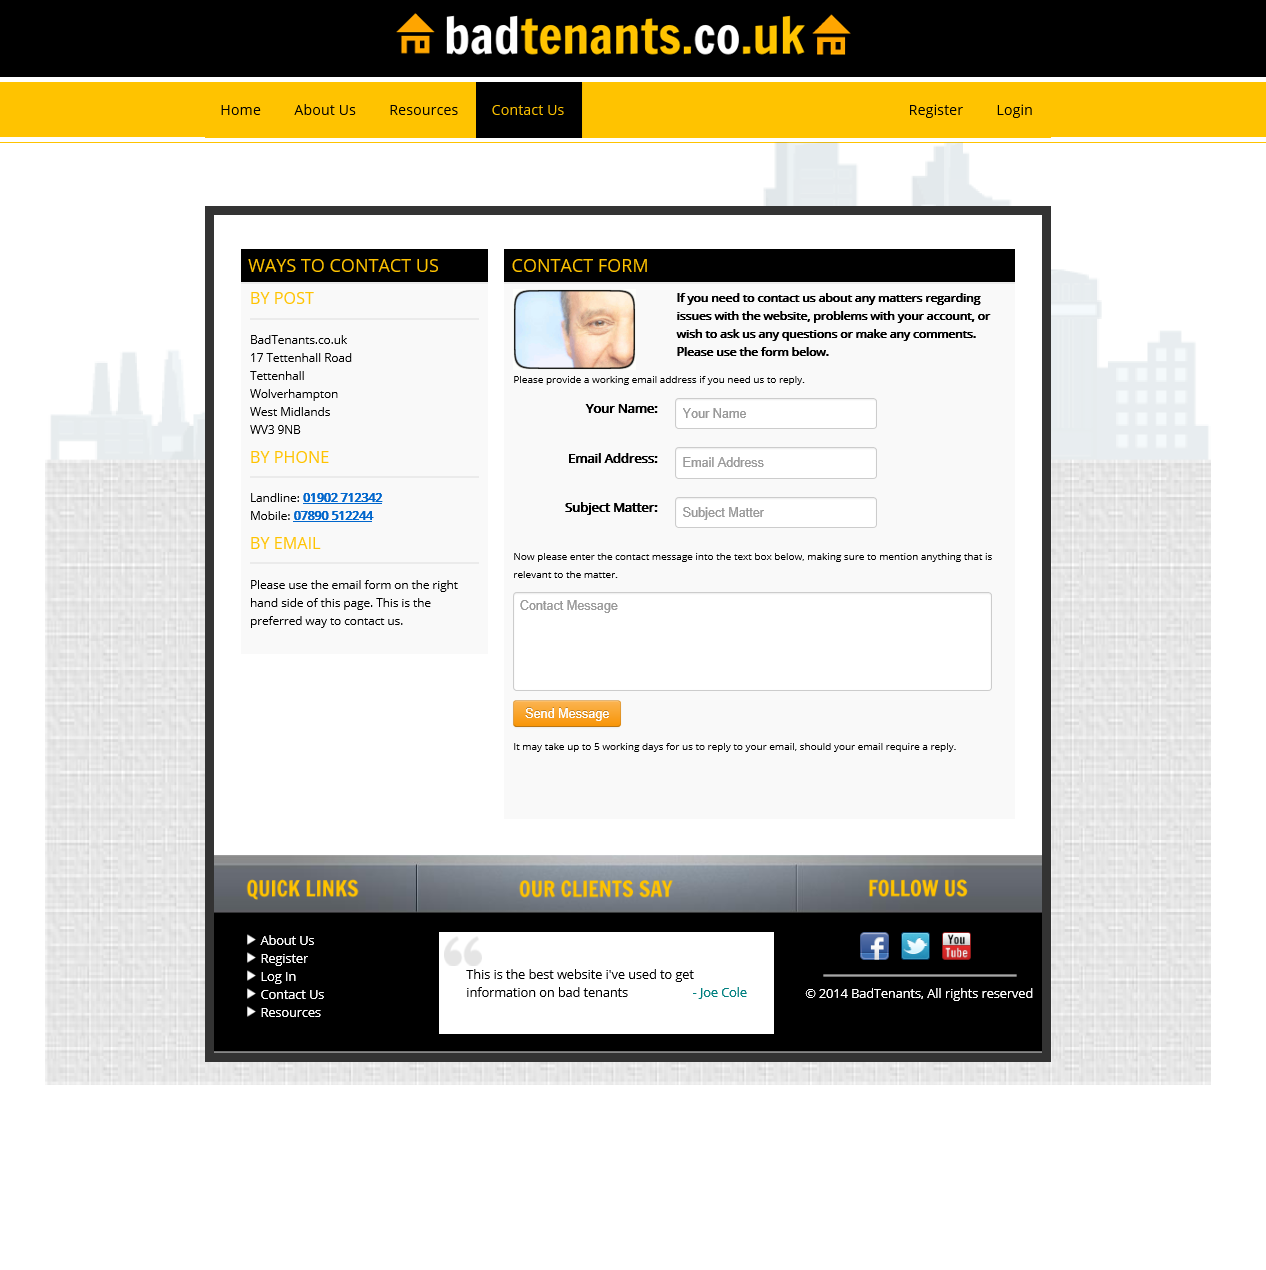 badtenants.co.uk
Home About Us Resources Contact Us Register Login
WAYS TO CONTACT US
BY POST
BadTenants.co.uk
17 Tettenhall Road
Tettenhall
Wolverhampton
West Midlands
WV3 9NB
BY PHONE
Landline: 01902 712342
Mobile: 07890 512244
BY EMAIL
Please use the email form on the right
hand side of this page. This is the
preferred way to contact us.
CONTACT FORM
If you need to contact us about any matters regarding
issues with the website, problems with your account, or
wish to ask us any questions or make any comments.
Please use the form below.
Please provide a working email address if you need us to reply.
Your Name: Your Name
Email Address: Email Address
Subject Matter: Subject Matter
Now please enter the contact message into the text box below, making sure to mention anything that is
relevant to the matter.
Contact Message
Send Message
It may take up to 5 working days for us to reply to your email, should your email require a reply.
QUICK LINKS
About Us
Register
Log In
Contact Us
Resources
OUR CLIENTS SAY
This is the best website i've used to get
information on bad tenants - Joe Cole
FOLLOW US
You
Tube
© 2014 BadTenants, All rights reserved